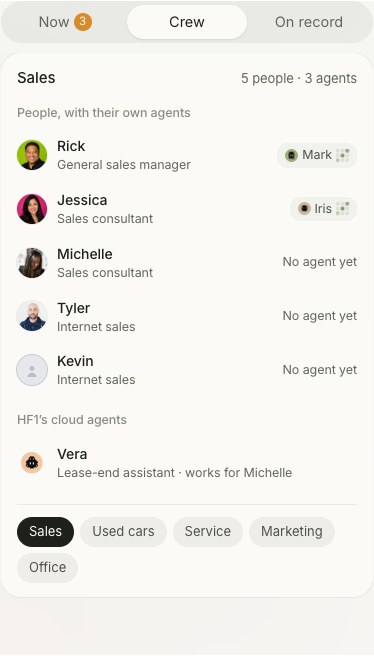 Now 3 Crew On record
Sales 5 people · 3 agents
People, with their own agents
Rick
General sales manager
Mark
Jessica
Sales consultant
Iris
Michelle
Sales consultant
No agent yet
Tyler
Internet sales
No agent yet
Kevin
Internet sales
No agent yet
HF1's cloud agents
Vera
Lease-end assistant · works for Michelle
Sales Used cars Service Marketing
Office